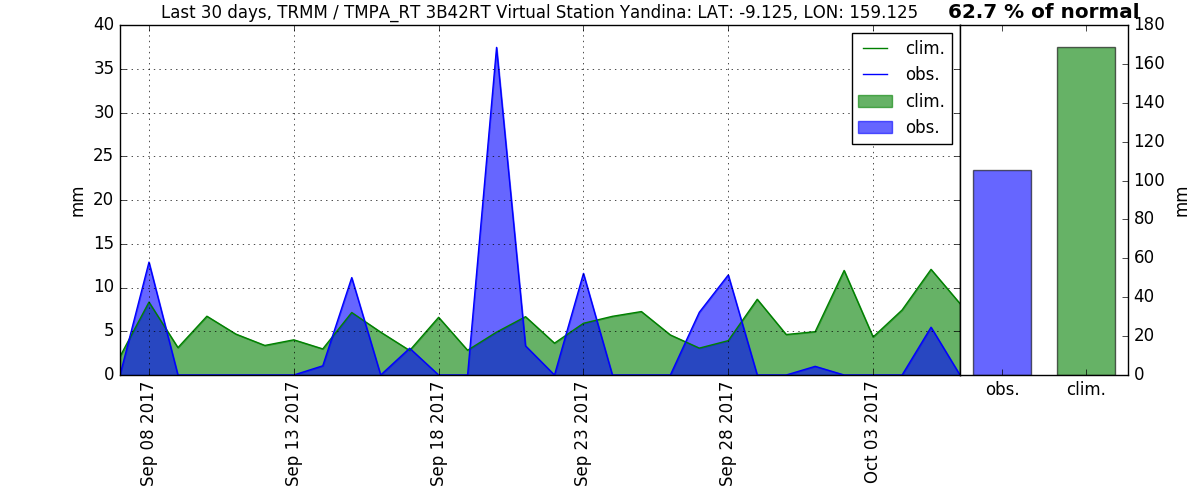 Last 30 days, TRMM / TMPA_RT 3B42RT Virtual Station Yandina: LAT: -9.125, LON: 159.125
62.7 % of normal
40
35
30
25
20
15
10
5
0
mm
clim.
obs.
clim.
obs.
Sep 08 2017
Sep 13 2017
Sep 18 2017
Sep 23 2017
Sep 28 2017
Oct 03 2017
180
160
140
120
100
80
60
40
20
0
mm
obs.
clim.